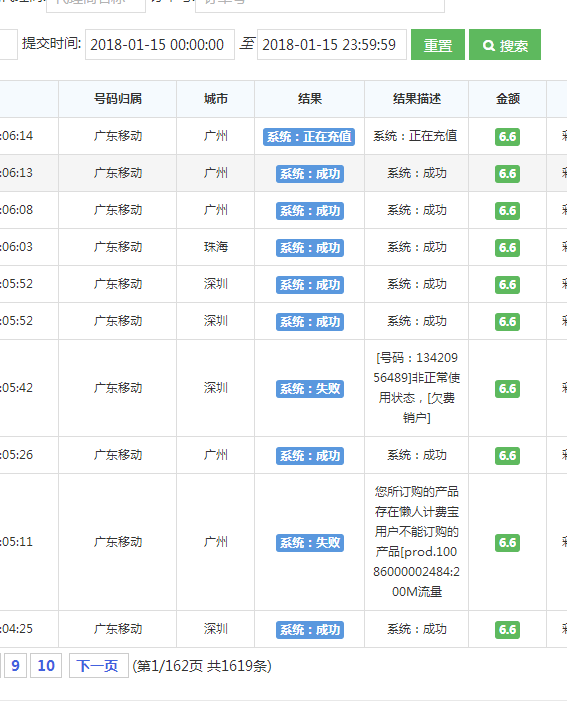 提交时间: 2018-01-15 00:00:00 至 2018-01-15 23:59:59 重置 搜索
号码归属 城市 结果 结果描述 金额
:06:14 广东移动 广州 系统：正在充值 系统：正在充值 6.6
:06:13 广东移动 广州 系统：成功 系统：成功 6.6
:06:08 广东移动 广州 系统：成功 系统：成功 6.6
:06:03 广东移动 珠海 系统：成功 系统：成功 6.6
:05:52 广东移动 深圳 系统：成功 系统：成功 6.6
:05:52 广东移动 深圳 系统：成功 系统：成功 6.6
:05:42 广东移动 深圳 系统：失败 [号码：13420
956489]非正常使
用状态，[欠费
销户] 6.6
:05:26 广东移动 广州 系统：成功 系统：成功 6.6
:05:11 广东移动 广州 系统：失败 您所订购的产品
存在懒人计费宝
用户不能订购的
产品[prod.100
86000002484:2
00M流量 6.6
:04:25 广东移动 深圳 系统：成功 系统：成功 6.6
9 10 下一页 (第1/162页 共1619条)